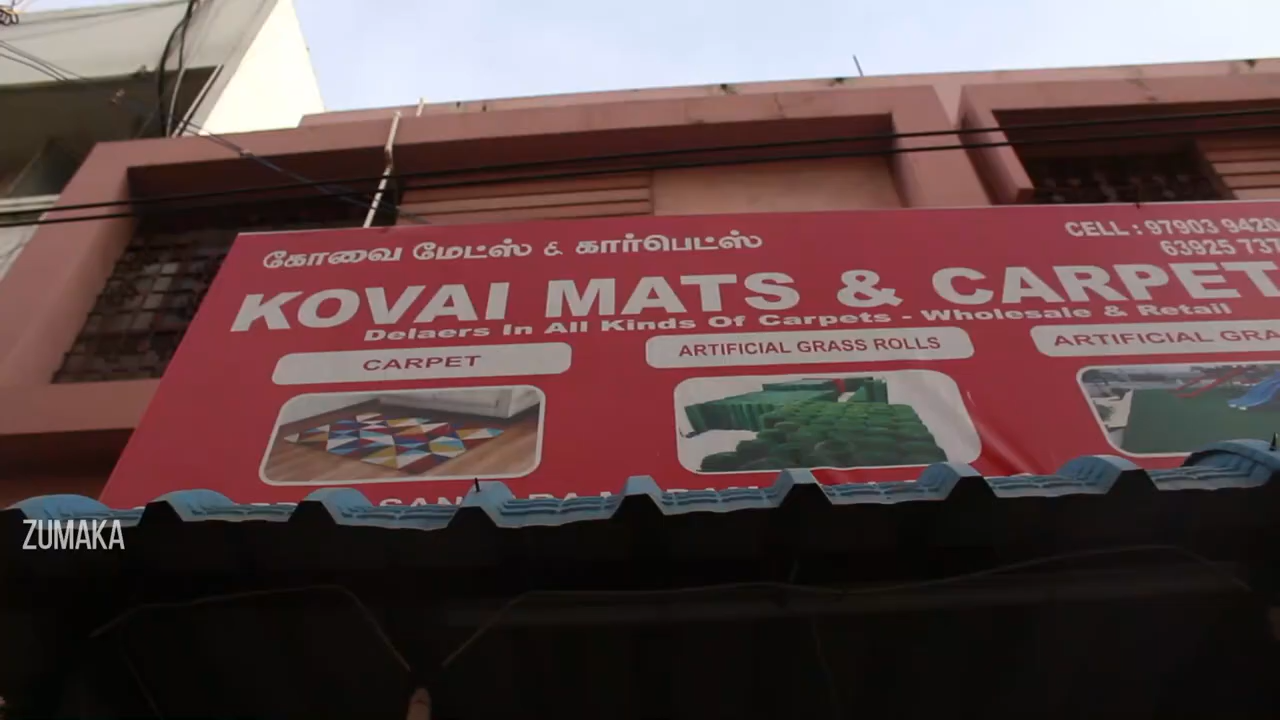 கோவை மேட்ஸ் & கார்பெட்ஸ்
CELL : 97903 9420
63925 737
KOVAI MATS & CARPET
Delaers In All Kinds Of Carpets - Wholesale & Retail
CARPET
ARTIFICIAL GRASS ROLLS
ARTIFICIAL GRA
ZUMAKA